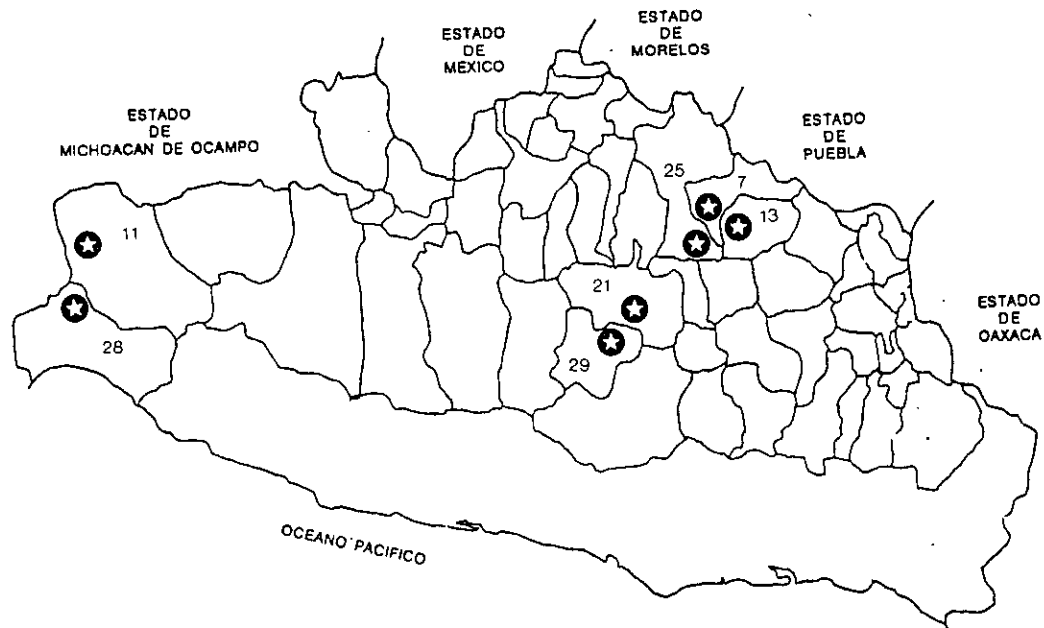 ESTADO
DE
MICHOACAN DE OCAMPO
ESTADO
DE
MEXICO
ESTADO
DE
MORELOS
ESTADO
DE
PUEBLA
ESTADO
DE
OAXACA
25
7
13
11
21
28
29
OCEANO PACIFICO